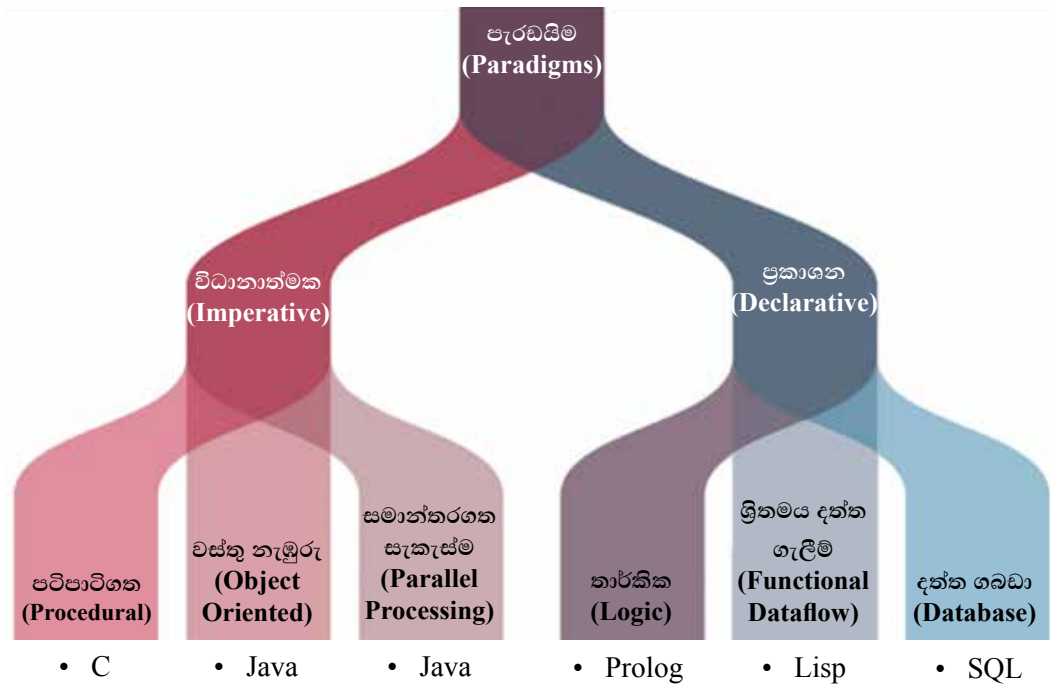 පැරඩයිම
(Paradigms)
විධානාත්මක
(Imperative)
ප්‍රකාශන
(Declarative)
පටිපාටිගත
(Procedural)
වස්තු නැඹුරු
(Object
Oriented)
සමාන්තරගත
සැකැස්ම
(Parallel
Processing)
තාර්කික
(Logic)
ශ්‍රිතමය දත්ත
ගැලීම්
(Functional
Dataflow)
දත්ත ගබඩා
(Database)
• C
• Java
• Java
• Prolog
• Lisp
• SQL